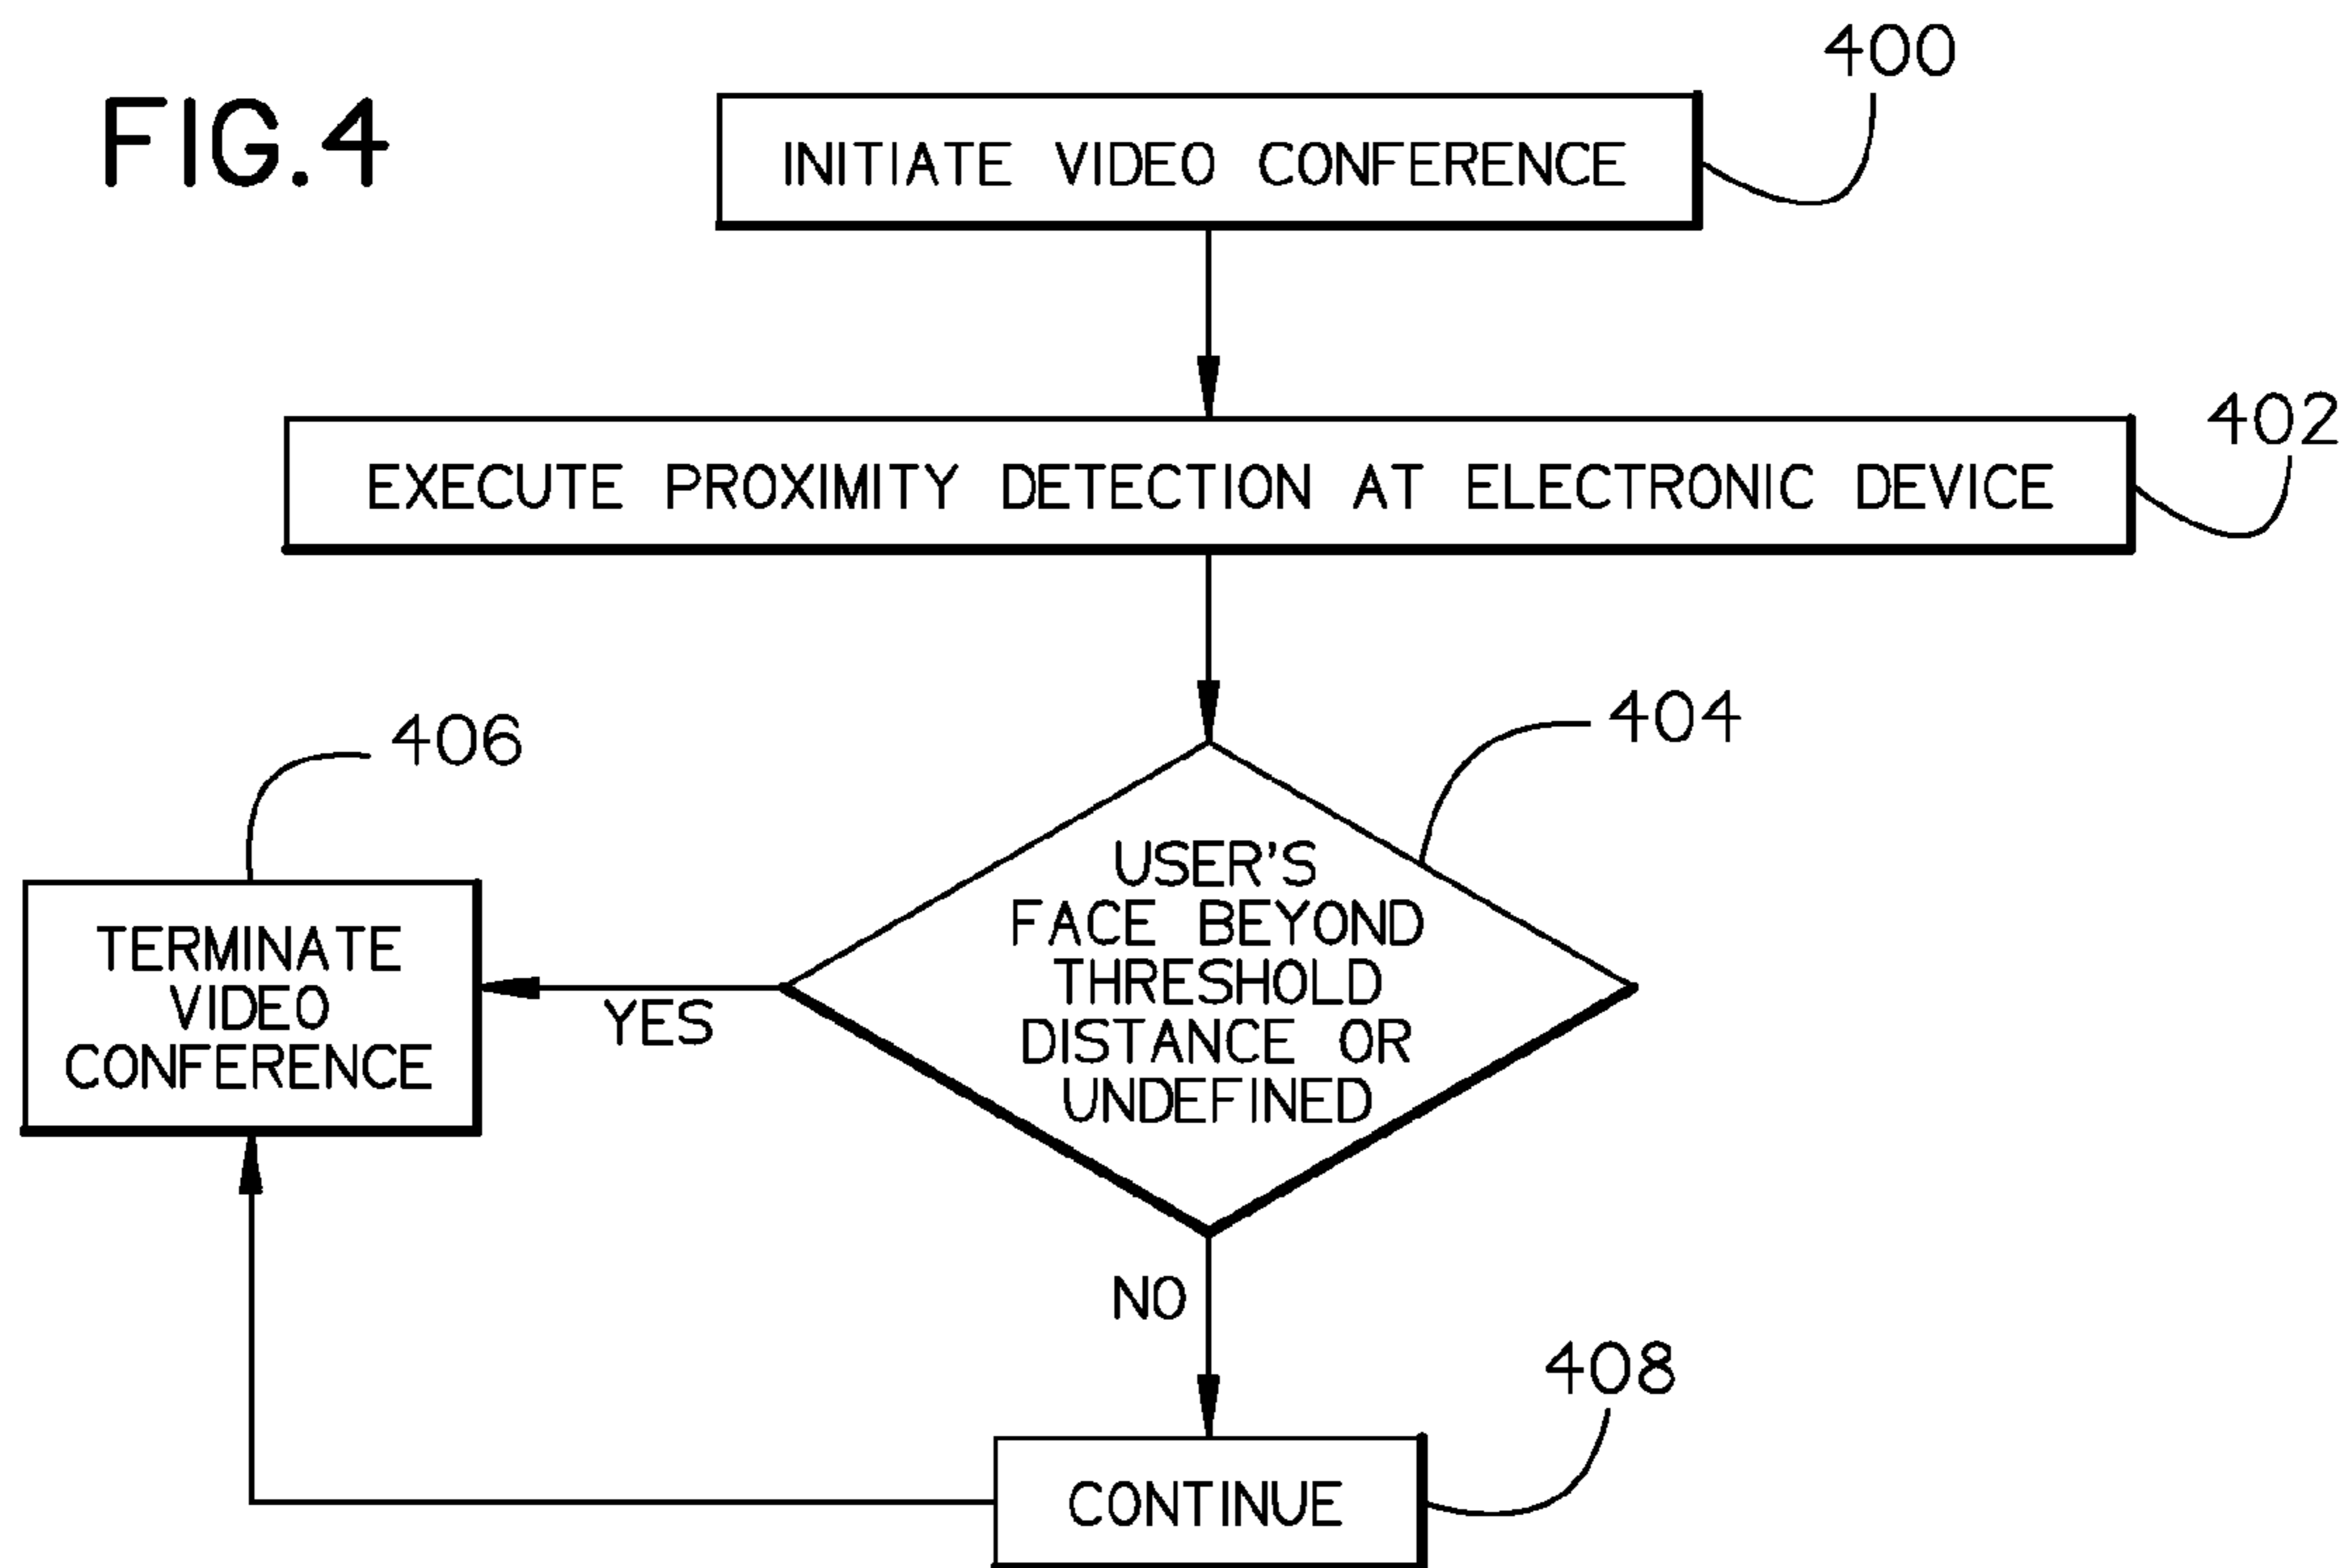 FIG.4
400
INITIATE VIDEO CONFERENCE
402
EXECUTE PROXIMITY DETECTION AT ELECTRONIC DEVICE
404
USER'S
FACE BEYOND
THRESHOLD
DISTANCE OR
UNDEFINED
406
TERMINATE
VIDEO
CONFERENCE
YES
NO
408
CONTINUE